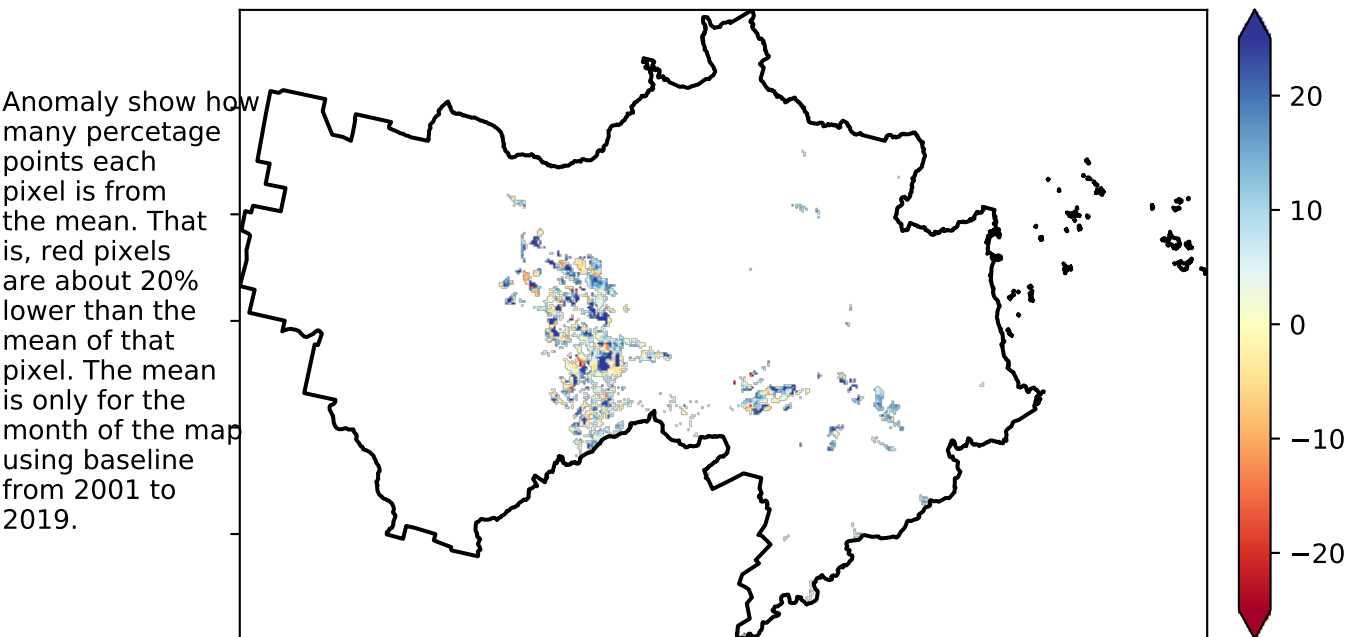 Anomaly show how
many percetage
points each
pixel is from
the mean. That
is, red pixels
are about 20%
lower than the
mean of that
pixel. The mean
is only for the
month of the map
using baseline
from 2001 to
2019.
20
10
0
−10
−20